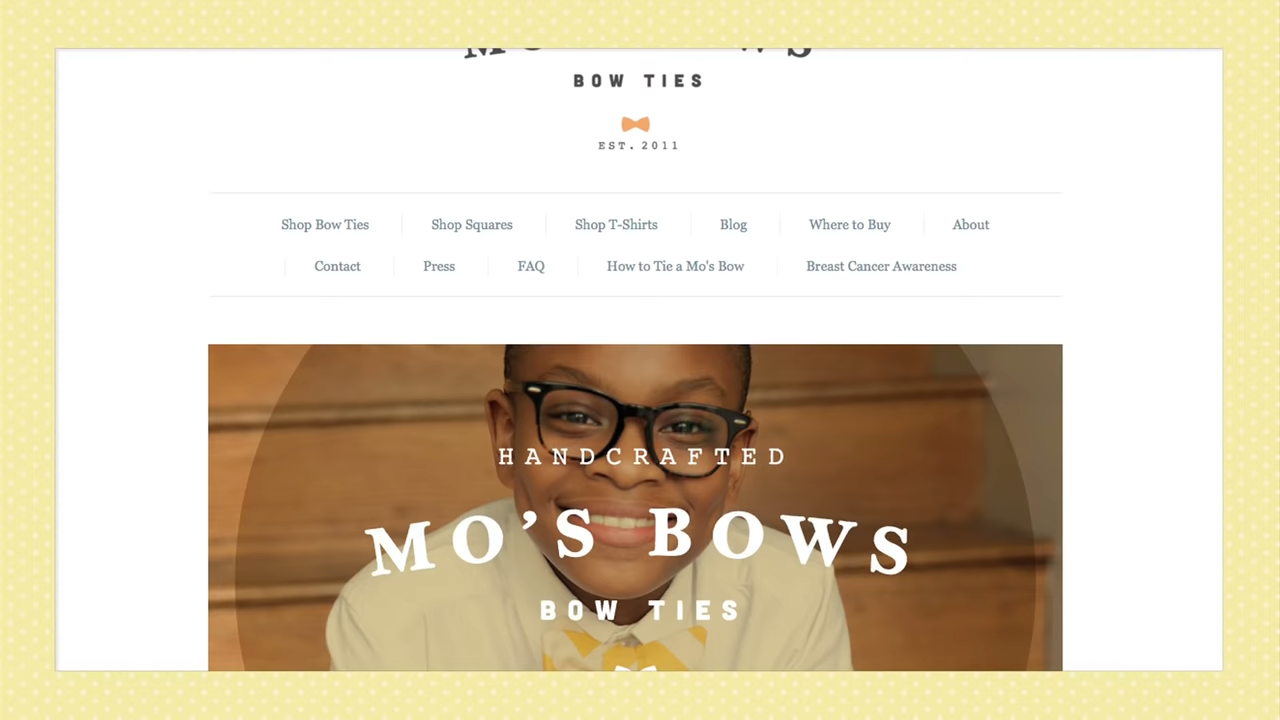 BOW TIES
EST. 2011
Shop Bow Ties Shop Squares Shop T-Shirts Blog Where to Buy About
Contact Press FAQ How to Tie a Mo's Bow Breast Cancer Awareness
HANDCRAFTED
MO'S BOWS
BOW TIES